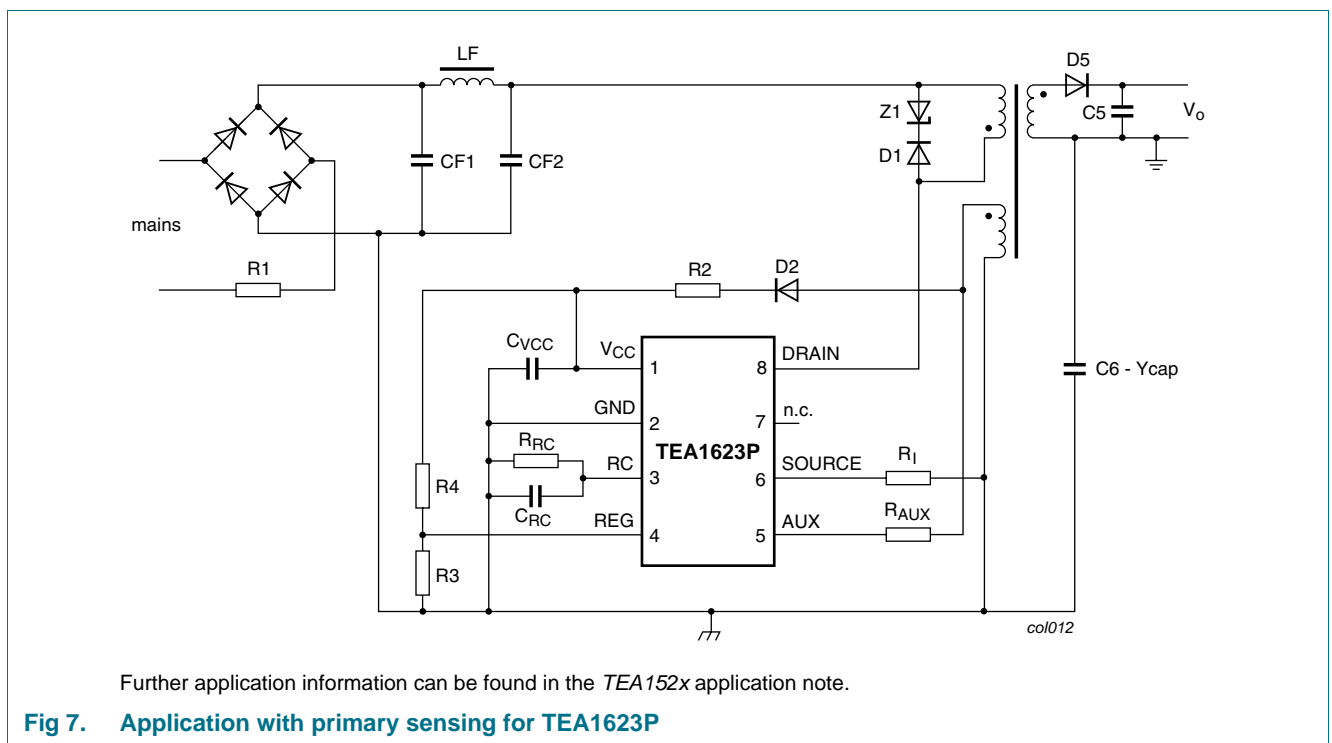 LF
D5
Z1
C5
Vo
D1
CF1
CF2
mains
R1
R2
D2
CVCC
VCC
1
8
DRAIN
C6 - Ycap
GND
2
7
n.c.
TEA1623P
RRC
RC
3
6
SOURCE
RI
R4
CRC
REG
4
5
AUX
RAUX
R3
col012
Further application information can be found in the TEA152x application note.
Fig 7. Application with primary sensing for TEA1623P